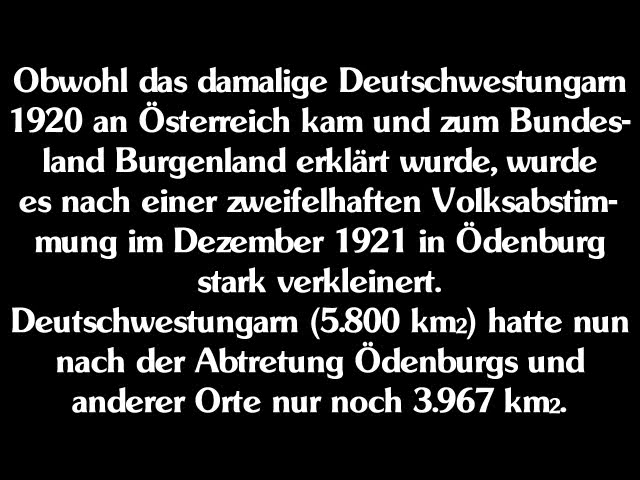 Obwohl das damalige Deutschwestungarn
1920 an Österreich kam und zum Bundes-
land Burgenland erklärt wurde, wurde
es nach einer zweifelhaften Volksabstim-
mung im Dezember 1921 in Ödenburg
stark verkleinert.
Deutschwestungarn (5.800 km2) hatte nun
nach der Abtretung Ödenburgs und
anderer Orte nur noch 3.967 km2.